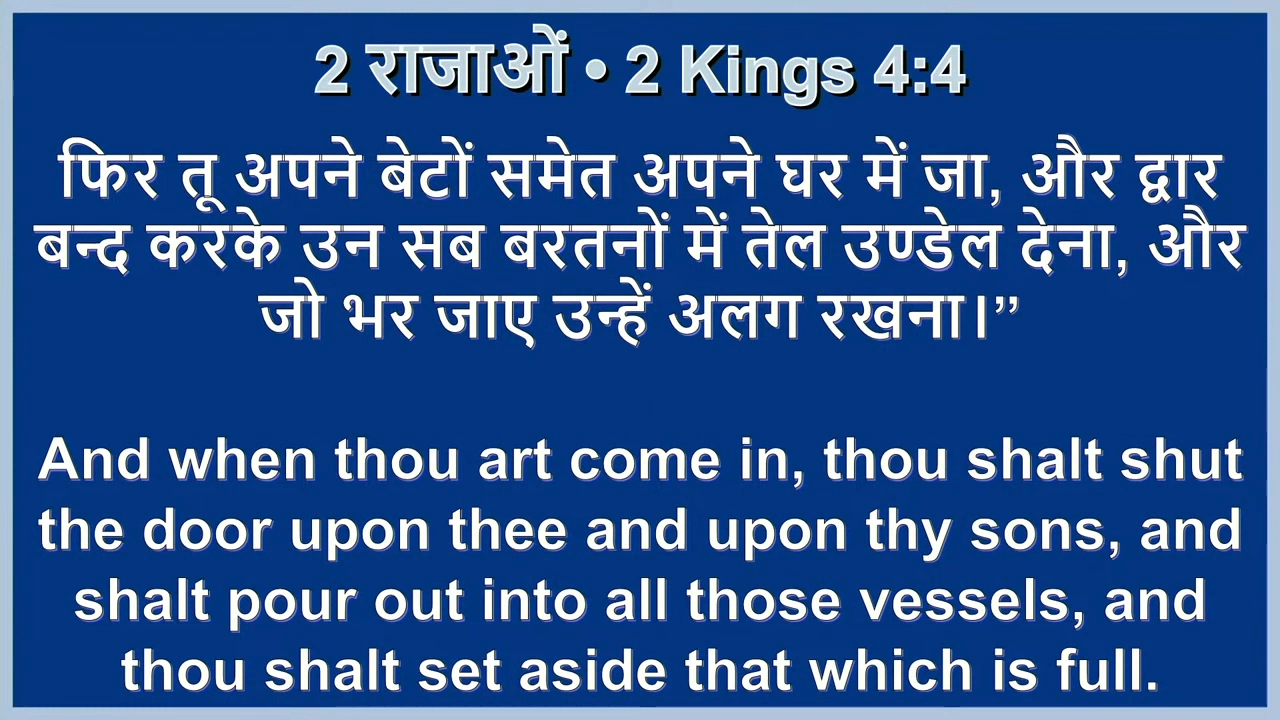 2 राजाओं • 2 Kings 4:4
फिर तू अपने बेटों समेत अपने घर में जा, और द्वार
बन्द करके उन सब बरतनों में तेल उण्डेल देना, और
जो भर जाए उन्हें अलग रखना।”
And when thou art come in, thou shalt shut
the door upon thee and upon thy sons, and
shalt pour out into all those vessels, and
thou shalt set aside that which is full.